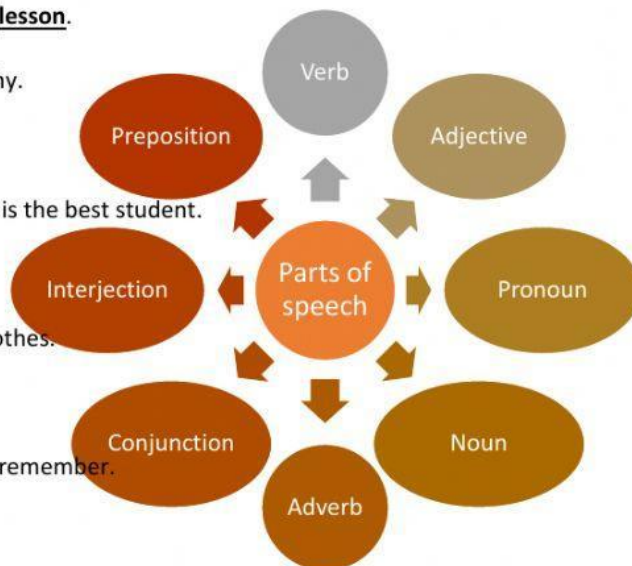 lesson.
Verb
ny.
Preposition
Adjective
is the best student.
Parts of
speech
Interjection
Pronoun
othes.
Conjunction
Noun
remember.
Adverb